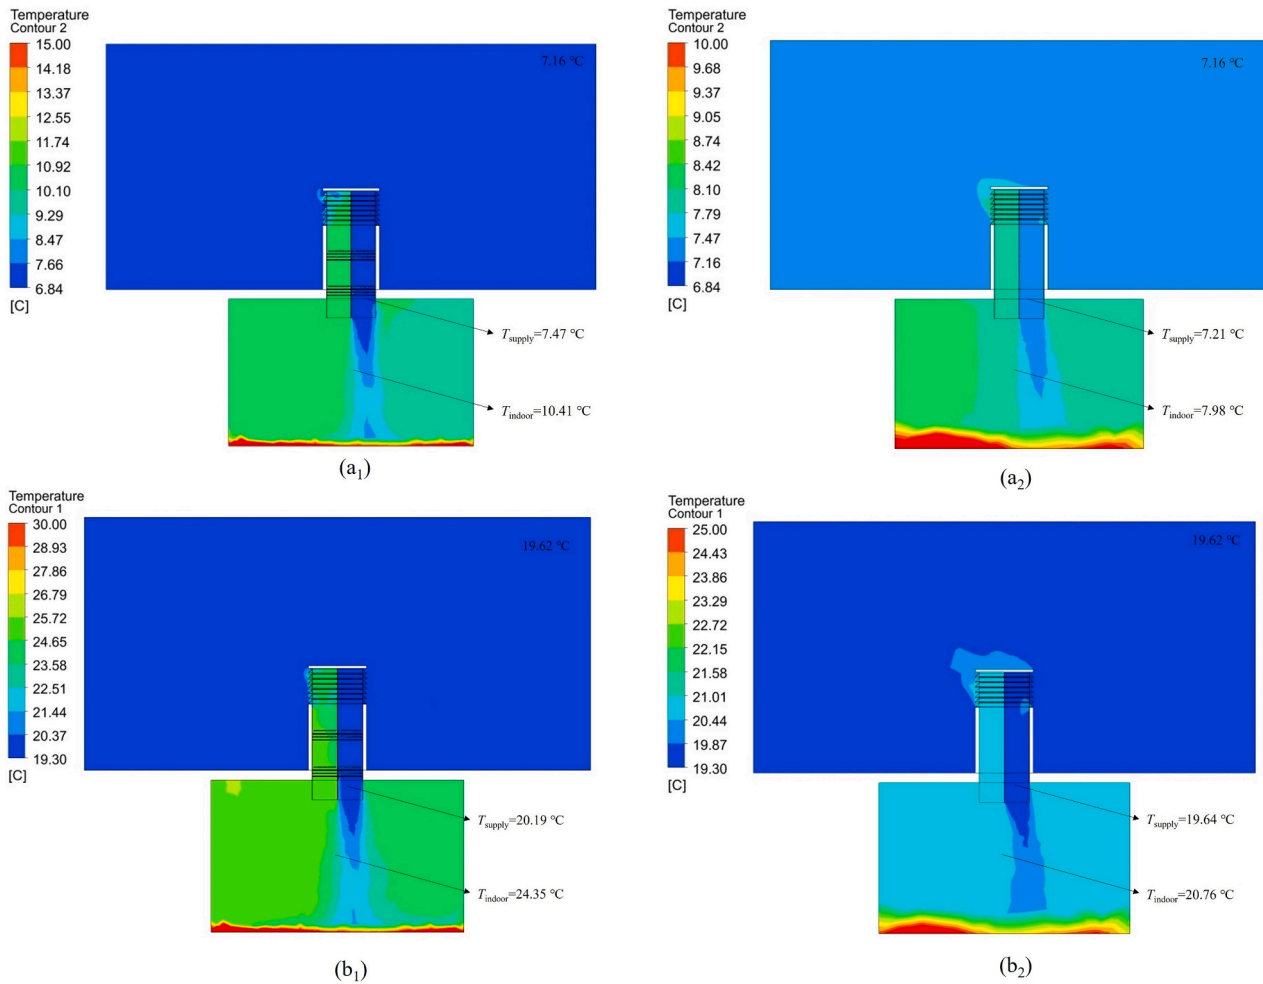 Temperature
Contour 2
15.00
14.18
13.37
12.55
11.74
10.92
10.10
9.29
8.47
7.66
6.84
[C]
7.16 °C
T_supply=7.47 °C
T_indoor=10.41 °C
(a1)
Temperature
Contour 2
10.00
9.68
9.37
9.05
8.74
8.42
8.10
7.79
7.47
7.16
6.84
[C]
7.16 °C
T_supply=7.21 °C
T_indoor=7.98 °C
(a2)
Temperature
Contour 1
30.00
28.93
27.86
26.79
25.72
24.65
23.58
22.51
21.44
20.37
19.30
[C]
19.62 °C
T_supply=20.19 °C
T_indoor=24.35 °C
(b1)
Temperature
Contour 1
25.00
24.43
23.86
23.29
22.72
22.15
21.58
21.01
20.44
19.87
19.30
[C]
19.62 °C
T_supply=19.64 °C
T_indoor=20.76 °C
(b2)